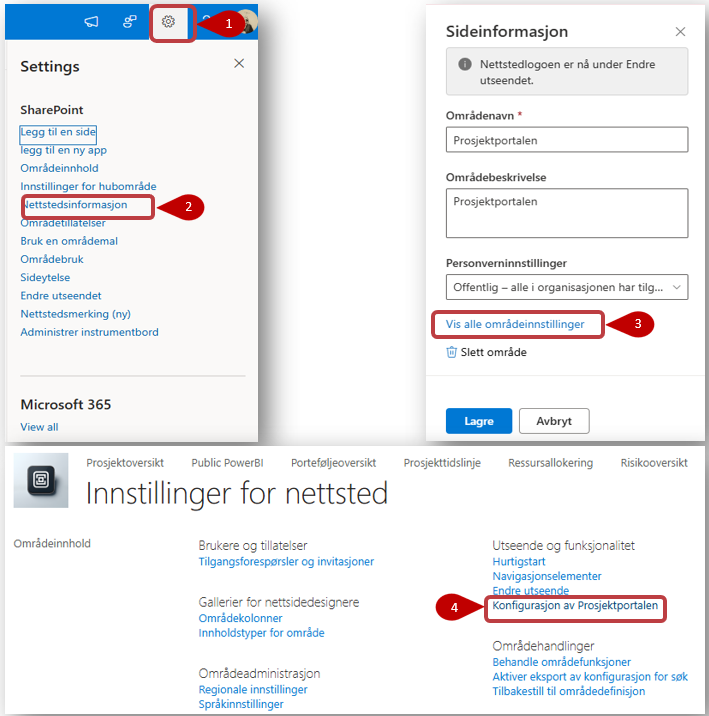 1
Settings
SharePoint
Legg til en side
legg til en ny app
Områdeinnhold
Innstillinger for hubområde
Nettstedsinformasjon
2
Områdetillatelser
Bruk en områdemal
Områdebruk
Sideytelse
Endre utseendet
Nettstedsmerking (ny)
Administrer instrumentbord
Microsoft 365
View all
Sideinformasjon
Nettstedlogoen er nå under Endre
utseendet.
Områdenavn *
Prosjektportalen
Områdebeskrivelse
Prosjektportalen
Personverninnstillinger
Offentlig – alle i organisasjonen har tilg...
Vis alle områdeinnstillinger
3
Slett område
Lagre
Avbryt
Prosjektoversikt Public PowerBI Porteføljeoversikt Prosjekttidslinje Ressursallokering Risikooversikt
Innstillinger for nettsted
Områdeinnhold
Brukere og tillatelser
Tilgangsforespørsler og invitasjoner
Gallerier for nettsidedesignere
Områdekolonner
Innholdstyper for område
Områdeadministrasjon
Regionale innstillinger
Språkinnstillinger
Utseende og funksjonalitet
Hurtigstart
Navigasjonselementer
Endre utseende
4
Konfigurasjon av Prosjektportalen
Områdehandlinger
Behandle områdefunksjoner
Aktiver eksport av konfigurasjon for søk
Tilbakestill til områdedefinisjon